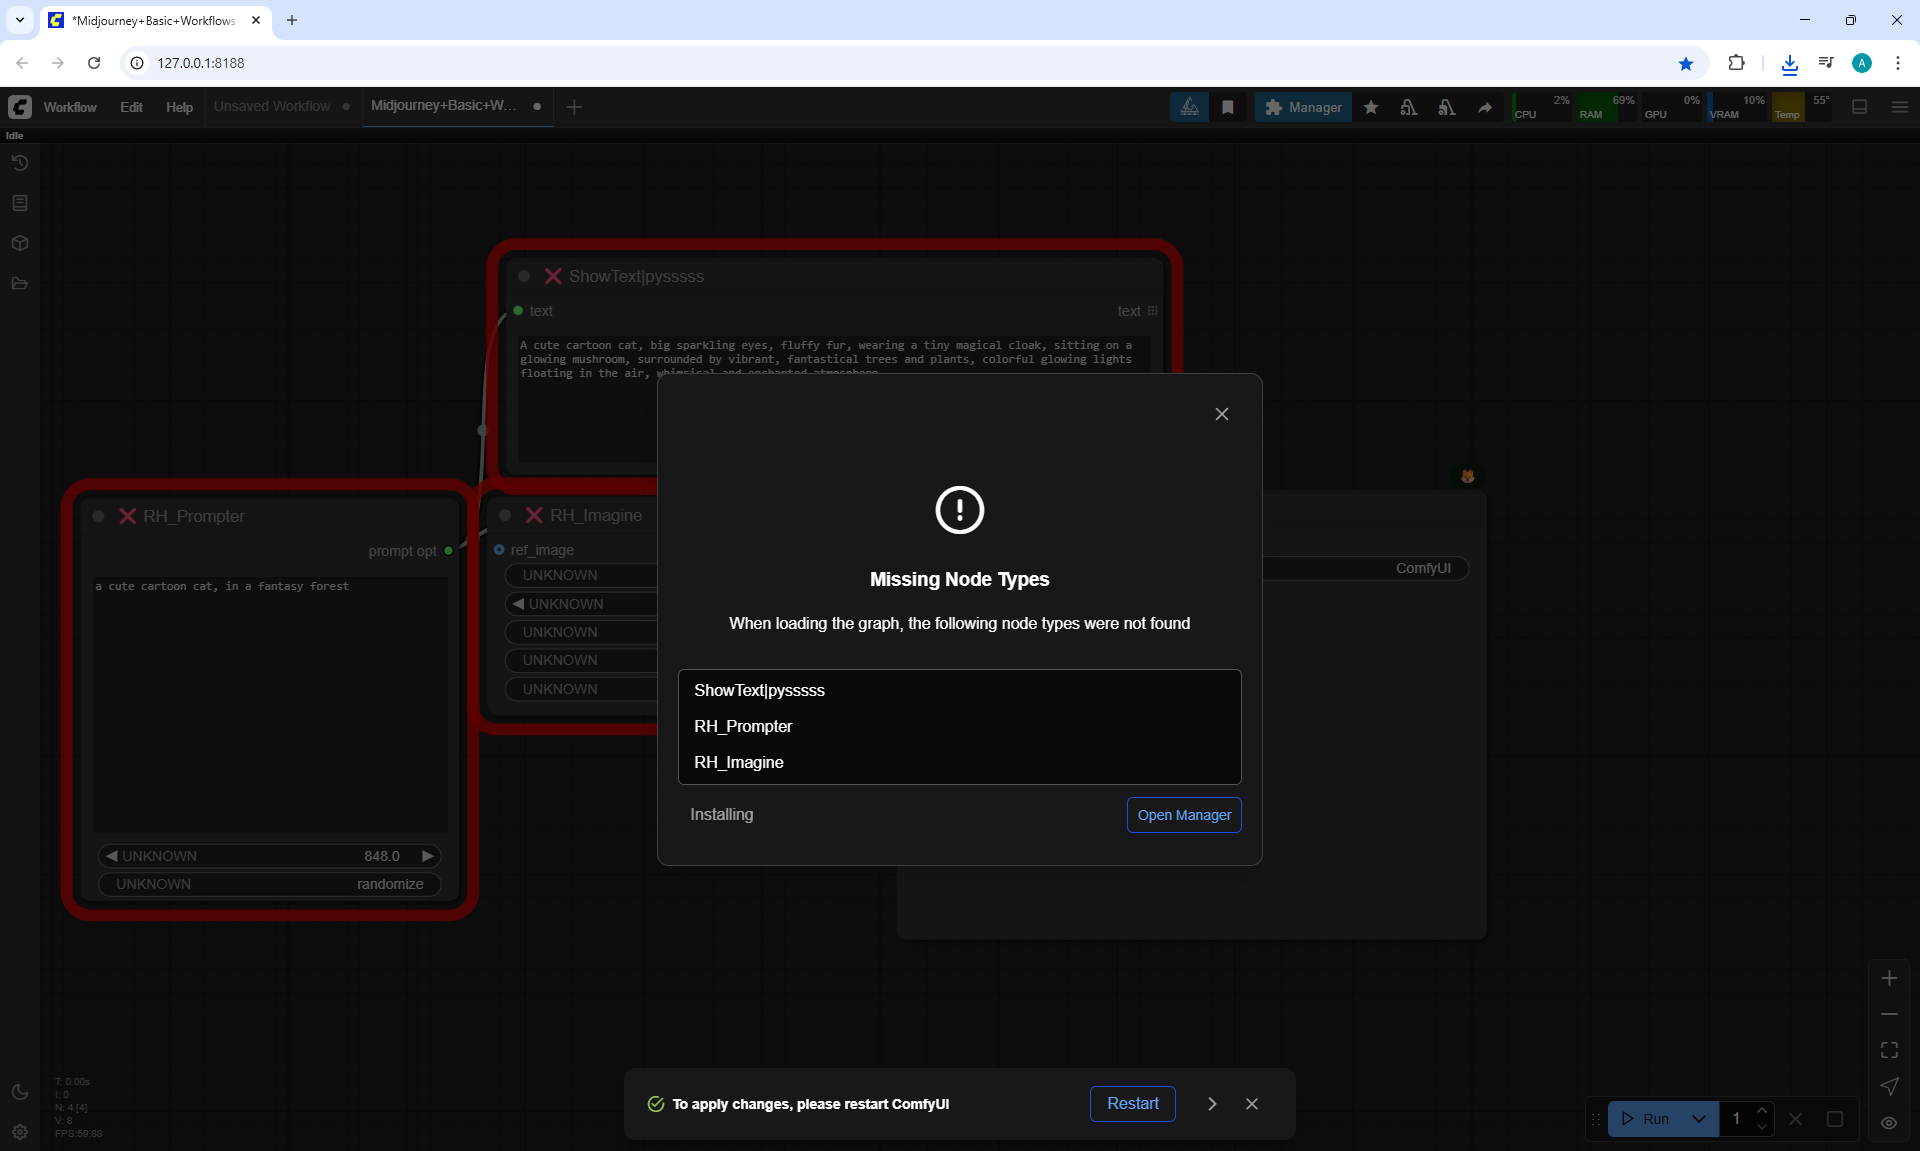 *Midjourney+Basic+Workflows
127.0.0.1:8188
A
Workflow
Edit
Help
Unsaved Workflow
Midjourney+Basic+W...
Manager
2%
CPU
69%
RAM
0%
GPU
10%
VRAM
55°
Temp
Idle
ShowText|pysssss
text
text
A cute cartoon cat, big sparkling eyes, fluffy fur, wearing a tiny magical cloak, sitting on a
glowing mushroom, surrounded by vibrant, fantastical trees and plants, colorful glowing lights
floating in the air, whimsical and enchanted atmosphere
RH_Prompter
prompt opt
a cute cartoon cat, in a fantasy forest
UNKNOWN
848.0
UNKNOWN
randomize
RH_Imagine
ref_image
UNKNOWN
UNKNOWN
UNKNOWN
UNKNOWN
UNKNOWN
ComfyUI
Missing Node Types
When loading the graph, the following node types were not found
ShowText|pysssss
RH_Prompter
RH_Imagine
Installing
Open Manager
To apply changes, please restart ComfyUI
Restart
T: 0.00s
I: 0
N: 4 [4]
V: 8
FPS:59.88
Run
1